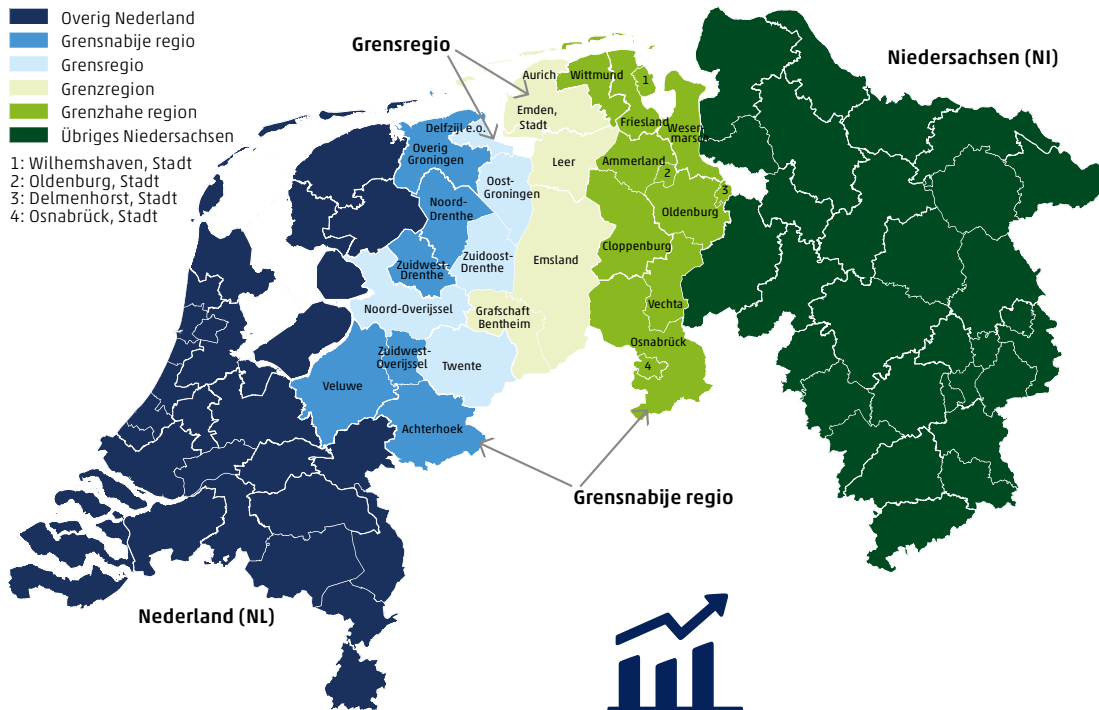 Overig Nederland
Grensnabije regio
Grensregio
Grenzregion
Grenzhahe region
Übriges Niedersachsen
1: Wilhemshaven, Stadt
2: Oldenburg, Stadt
3: Delmenhorst, Stadt
4: Osnabrück, Stadt
Grensregio
Niedersachsen (NI)
Aurich
Wittmund
1
Emden,
Stadt
Friesland
Weser
marsch
Delfzijl e.o.
Overig
Groningen
Leer
Ammerland
2
3
Oost-
Groningen
Noord-
Drenthe
Oldenburg
Cloppenburg
Zuidwest-
Drenthe
Zuidoost-
Drenthe
Emsland
Noord-Overijssel
Grafschaft
Bentheim
Vechta
Osnabrück
4
Zuidwest-
Overijssel
Twente
Veluwe
Achterhoek
Grensnabije regio
Nederland (NL)